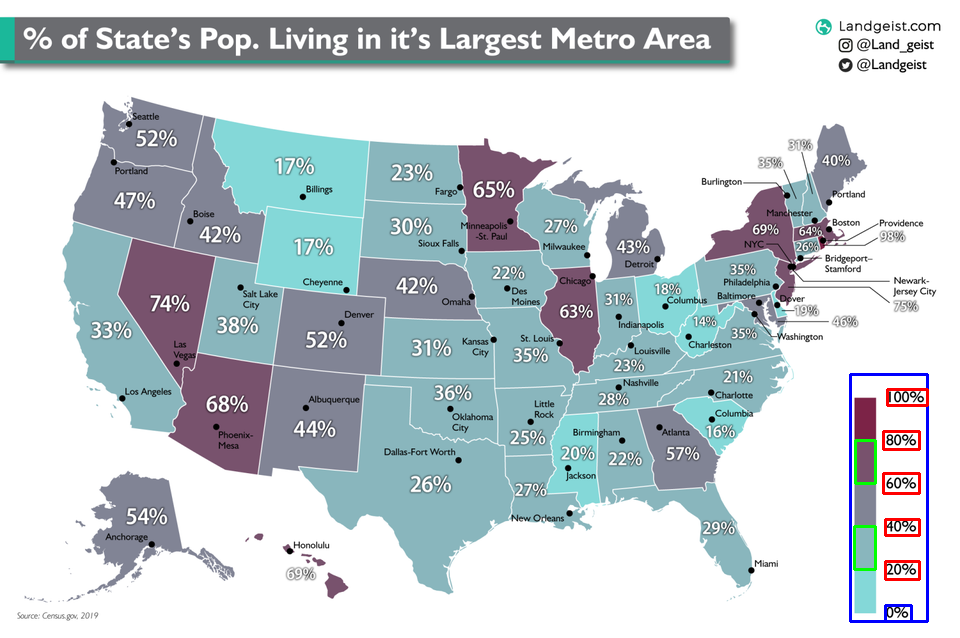 % of State's Pop. Living in it's Largest Metro Area
Landgeist.com
@Land_geist
@Landgeist
Seattle
52%
Portland
47%
Boise
42%
17%
Billings
17%
Cheyenne
23%
Fargo
30%
Sioux Falls
65%
Minneapolis
-St. Paul
27%
Milwaukee
43%
Detroit
31%
35%
40%
Burlington
Portland
Manchester
Boston
69%
64%
Providence
98%
26%
NYC
Bridgeport–
Stamford
Newark-
Jersey City
75%
35%
Philadelphia
Baltimore
Dover
19%
46%
Washington
74%
Las
Vegas
33%
Los Angeles
Salt Lake
City
38%
Denver
52%
42%
Omaha
22%
Des
Moines
Chicago
63%
31%
Indianapolis
18%
Columbus
14%
Charleston
35%
31%
Kansas
City
St. Louis
35%
Louisville
23%
68%
Phoenix-
Mesa
Albuquerque
44%
36%
Oklahoma
City
Little
Rock
25%
Nashville
28%
21%
Charlotte
Columbia
16%
Dallas-Fort Worth
26%
27%
New Orleans
20%
Jackson
Birmingham
22%
Atlanta
57%
29%
Miami
54%
Anchorage
Honolulu
69%
100%
80%
60%
40%
20%
0%
Source: Census.gov, 2019